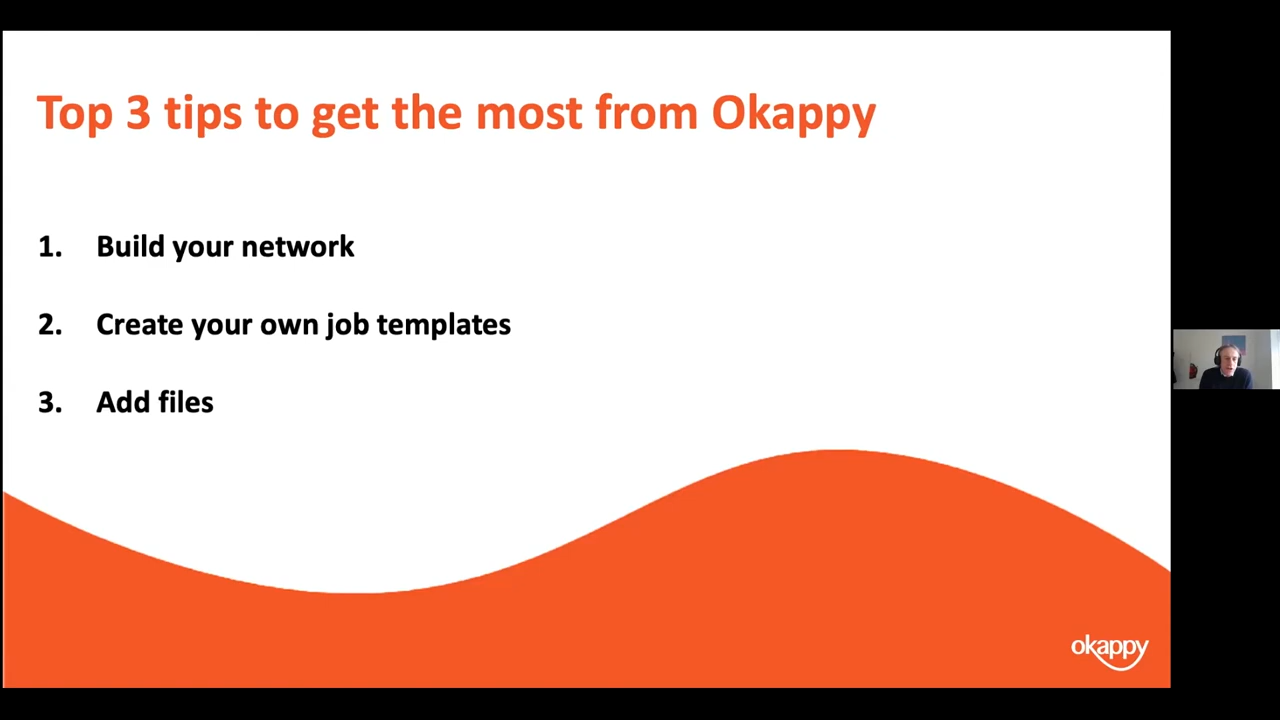 Top 3 tips to get the most from Okappy
1. Build your network
2. Create your own job templates
3. Add files
okappy